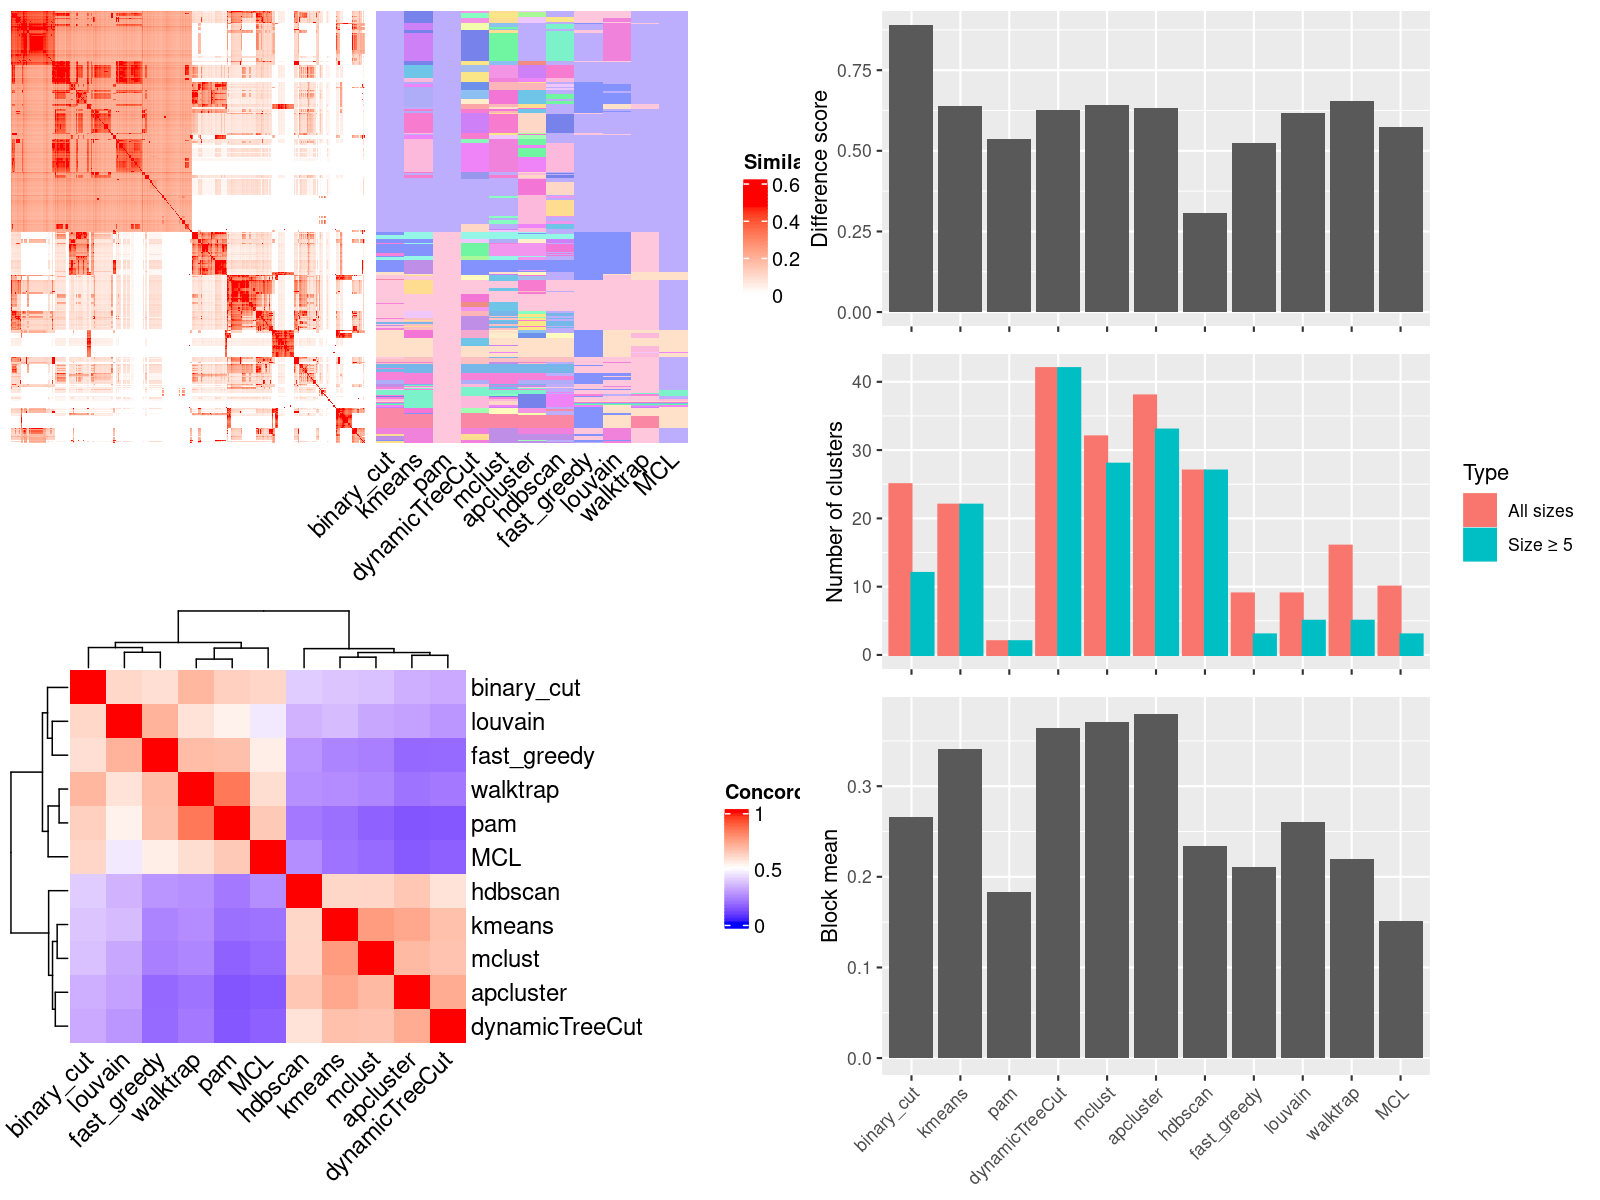 Simila
0.6
0.4
0.2
0
binary_cut
kmeans
pam
dynamicTreeCut
mclust
apcluster
hdbscan
fast_greedy
louvain
walktrap
MCL
binary_cut
louvain
fast_greedy
walktrap
pam
MCL
hdbscan
kmeans
mclust
apcluster
dynamicTreeCut
binary_cut
louvain
fast_greedy
walktrap
pam
MCL
hdbscan
kmeans
mclust
apcluster
dynamicTreeCut
Concord
1
0.5
0
Difference score
0.75
0.50
0.25
0.00
Number of clusters
40
30
20
10
0
Type
All sizes
Size ≥ 5
Block mean
0.3
0.2
0.1
0.0
binary_cut
kmeans
pam
dynamicTreeCut
mclust
apcluster
hdbscan
fast_greedy
louvain
walktrap
MCL